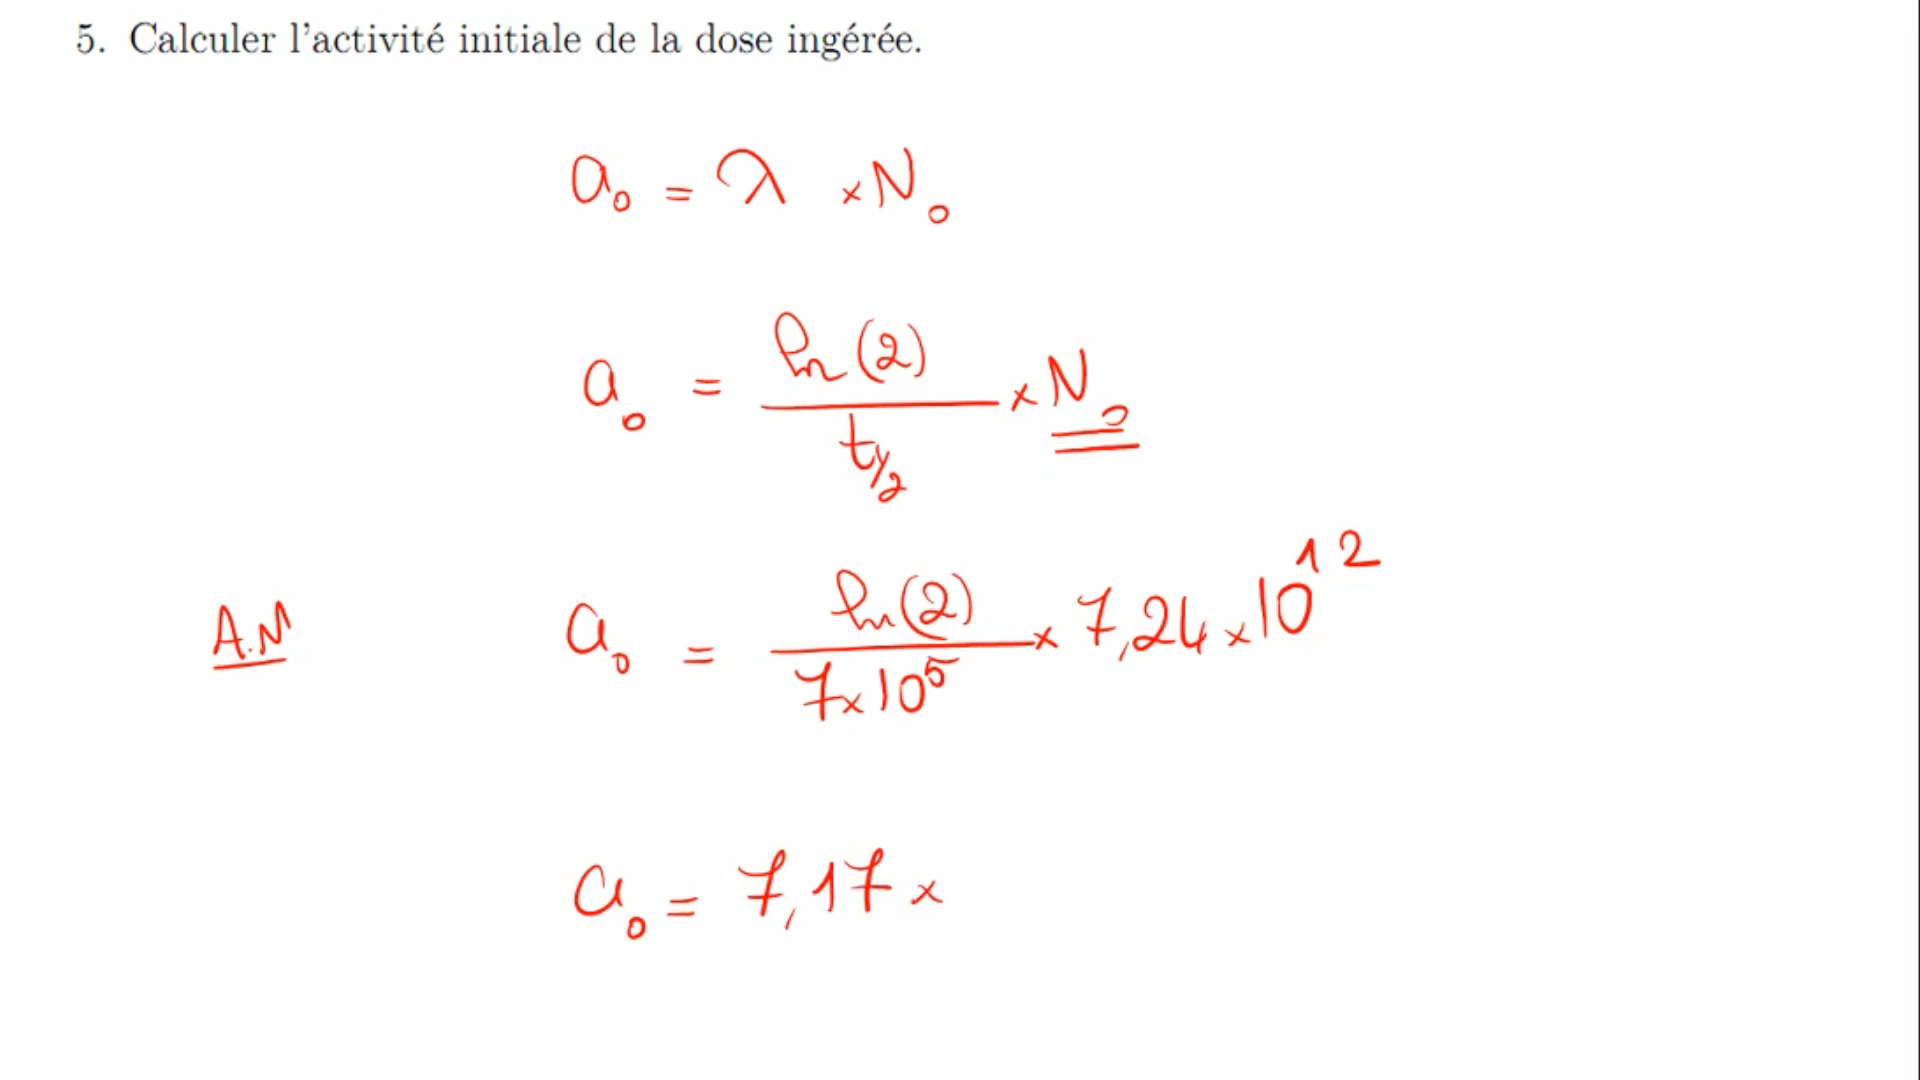 5. Calculer l'activité initiale de la dose ingérée.
a₀ = λ × N₀
a₀ = ln(2) / t1/2 × N₀
A.N a₀ = ln(2) / 7×10⁵ × 7,24×10¹²
a₀ = 7,17 ×